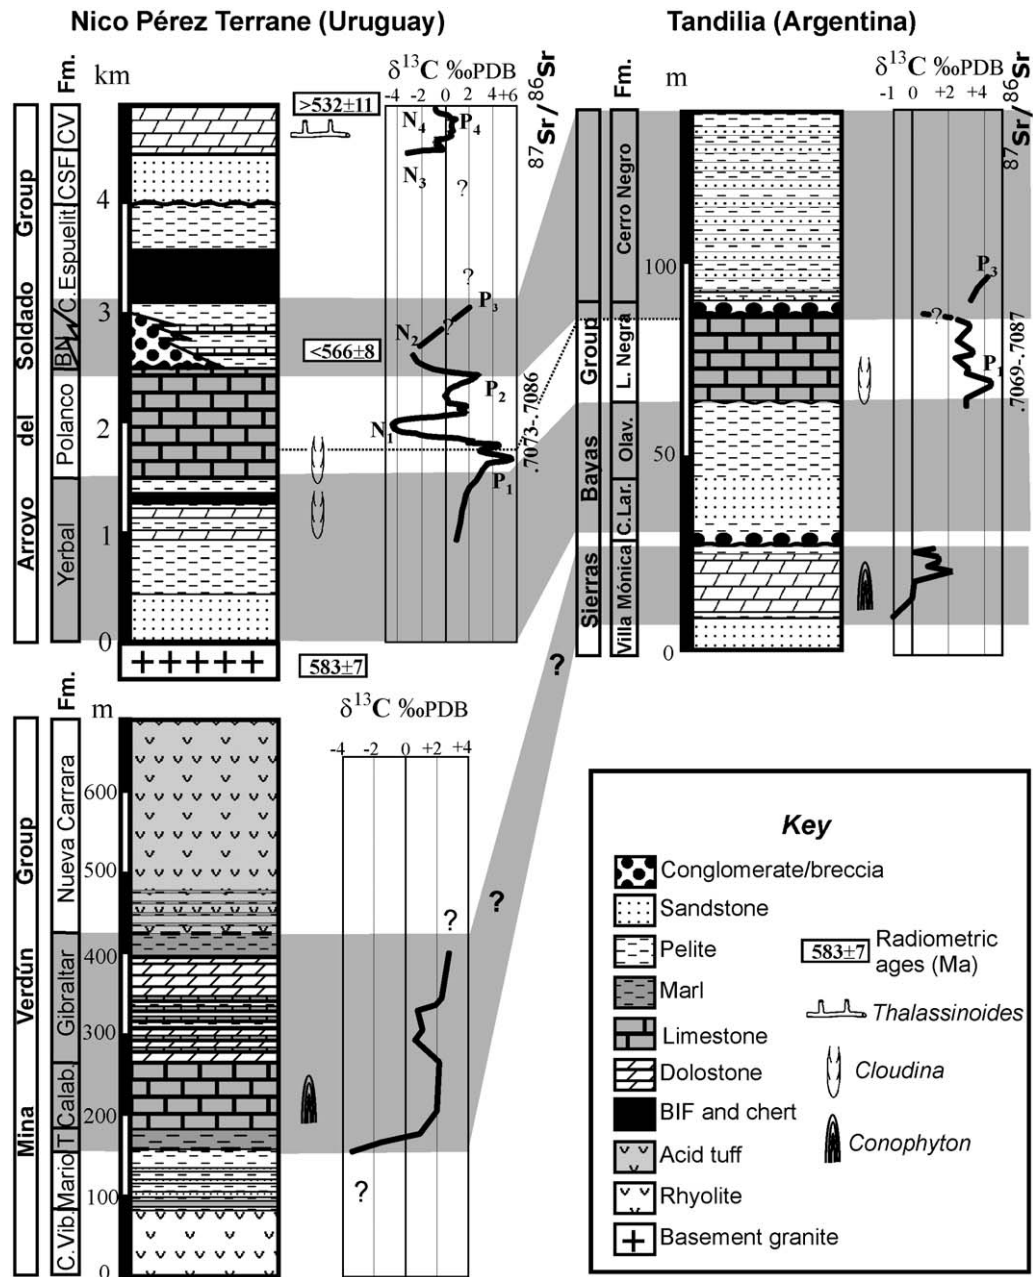 Nico Pérez Terrane (Uruguay)
Tandilia (Argentina)
Fm.
km
δ13C ‰PDB
-4 -2 0 2 4 +6
87Sr/86Sr
Arroyo del Soldado Group
Yerbal
Polanco
BN
C.Espuelit
CSF
CV
4
3
2
1
0
>532±11
<566±8
583±7
N4
P4
N3
?
?
P3
N2
?
P2
N1
P1
.7073-.7086
Fm.
m
δ13C ‰PDB
-1 0 +2 +4
87Sr/86Sr
Sierras Bayas Group
Villa Mónica
C.Lar.
Olav.
L. Negra
Cerro Negro
100
50
0
P3
?
P1
.7069-.7087
?
?
Fm.
m
δ13C ‰PDB
-4 -2 0 +2 +4
Mina Verdún Group
C.Vib.
Mario
T
Calab.
Gibraltar
Nueva Carrara
600
500
400
300
200
100
0
?
?
Key
Conglomerate/breccia
Sandstone
Pelite
Marl
Limestone
Dolostone
BIF and chert
Acid tuff
Rhyolite
Basement granite
583±7 Radiometric
ages (Ma)
Thalassinoides
Cloudina
Conophyton